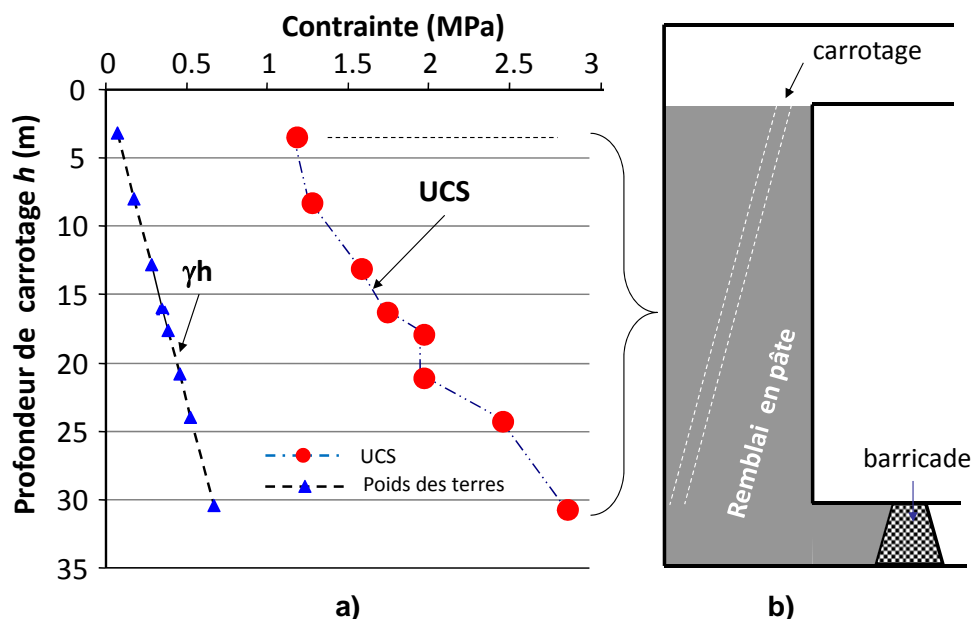 Contrainte (MPa)
0 0.5 1 1.5 2 2.5 3
Profondeur de carrotage h (m)
0
5
10
15
20
25
30
35
UCS
γh
UCS
Poids des terres
a)
carrotage
Remblai en pâte
barricade
b)